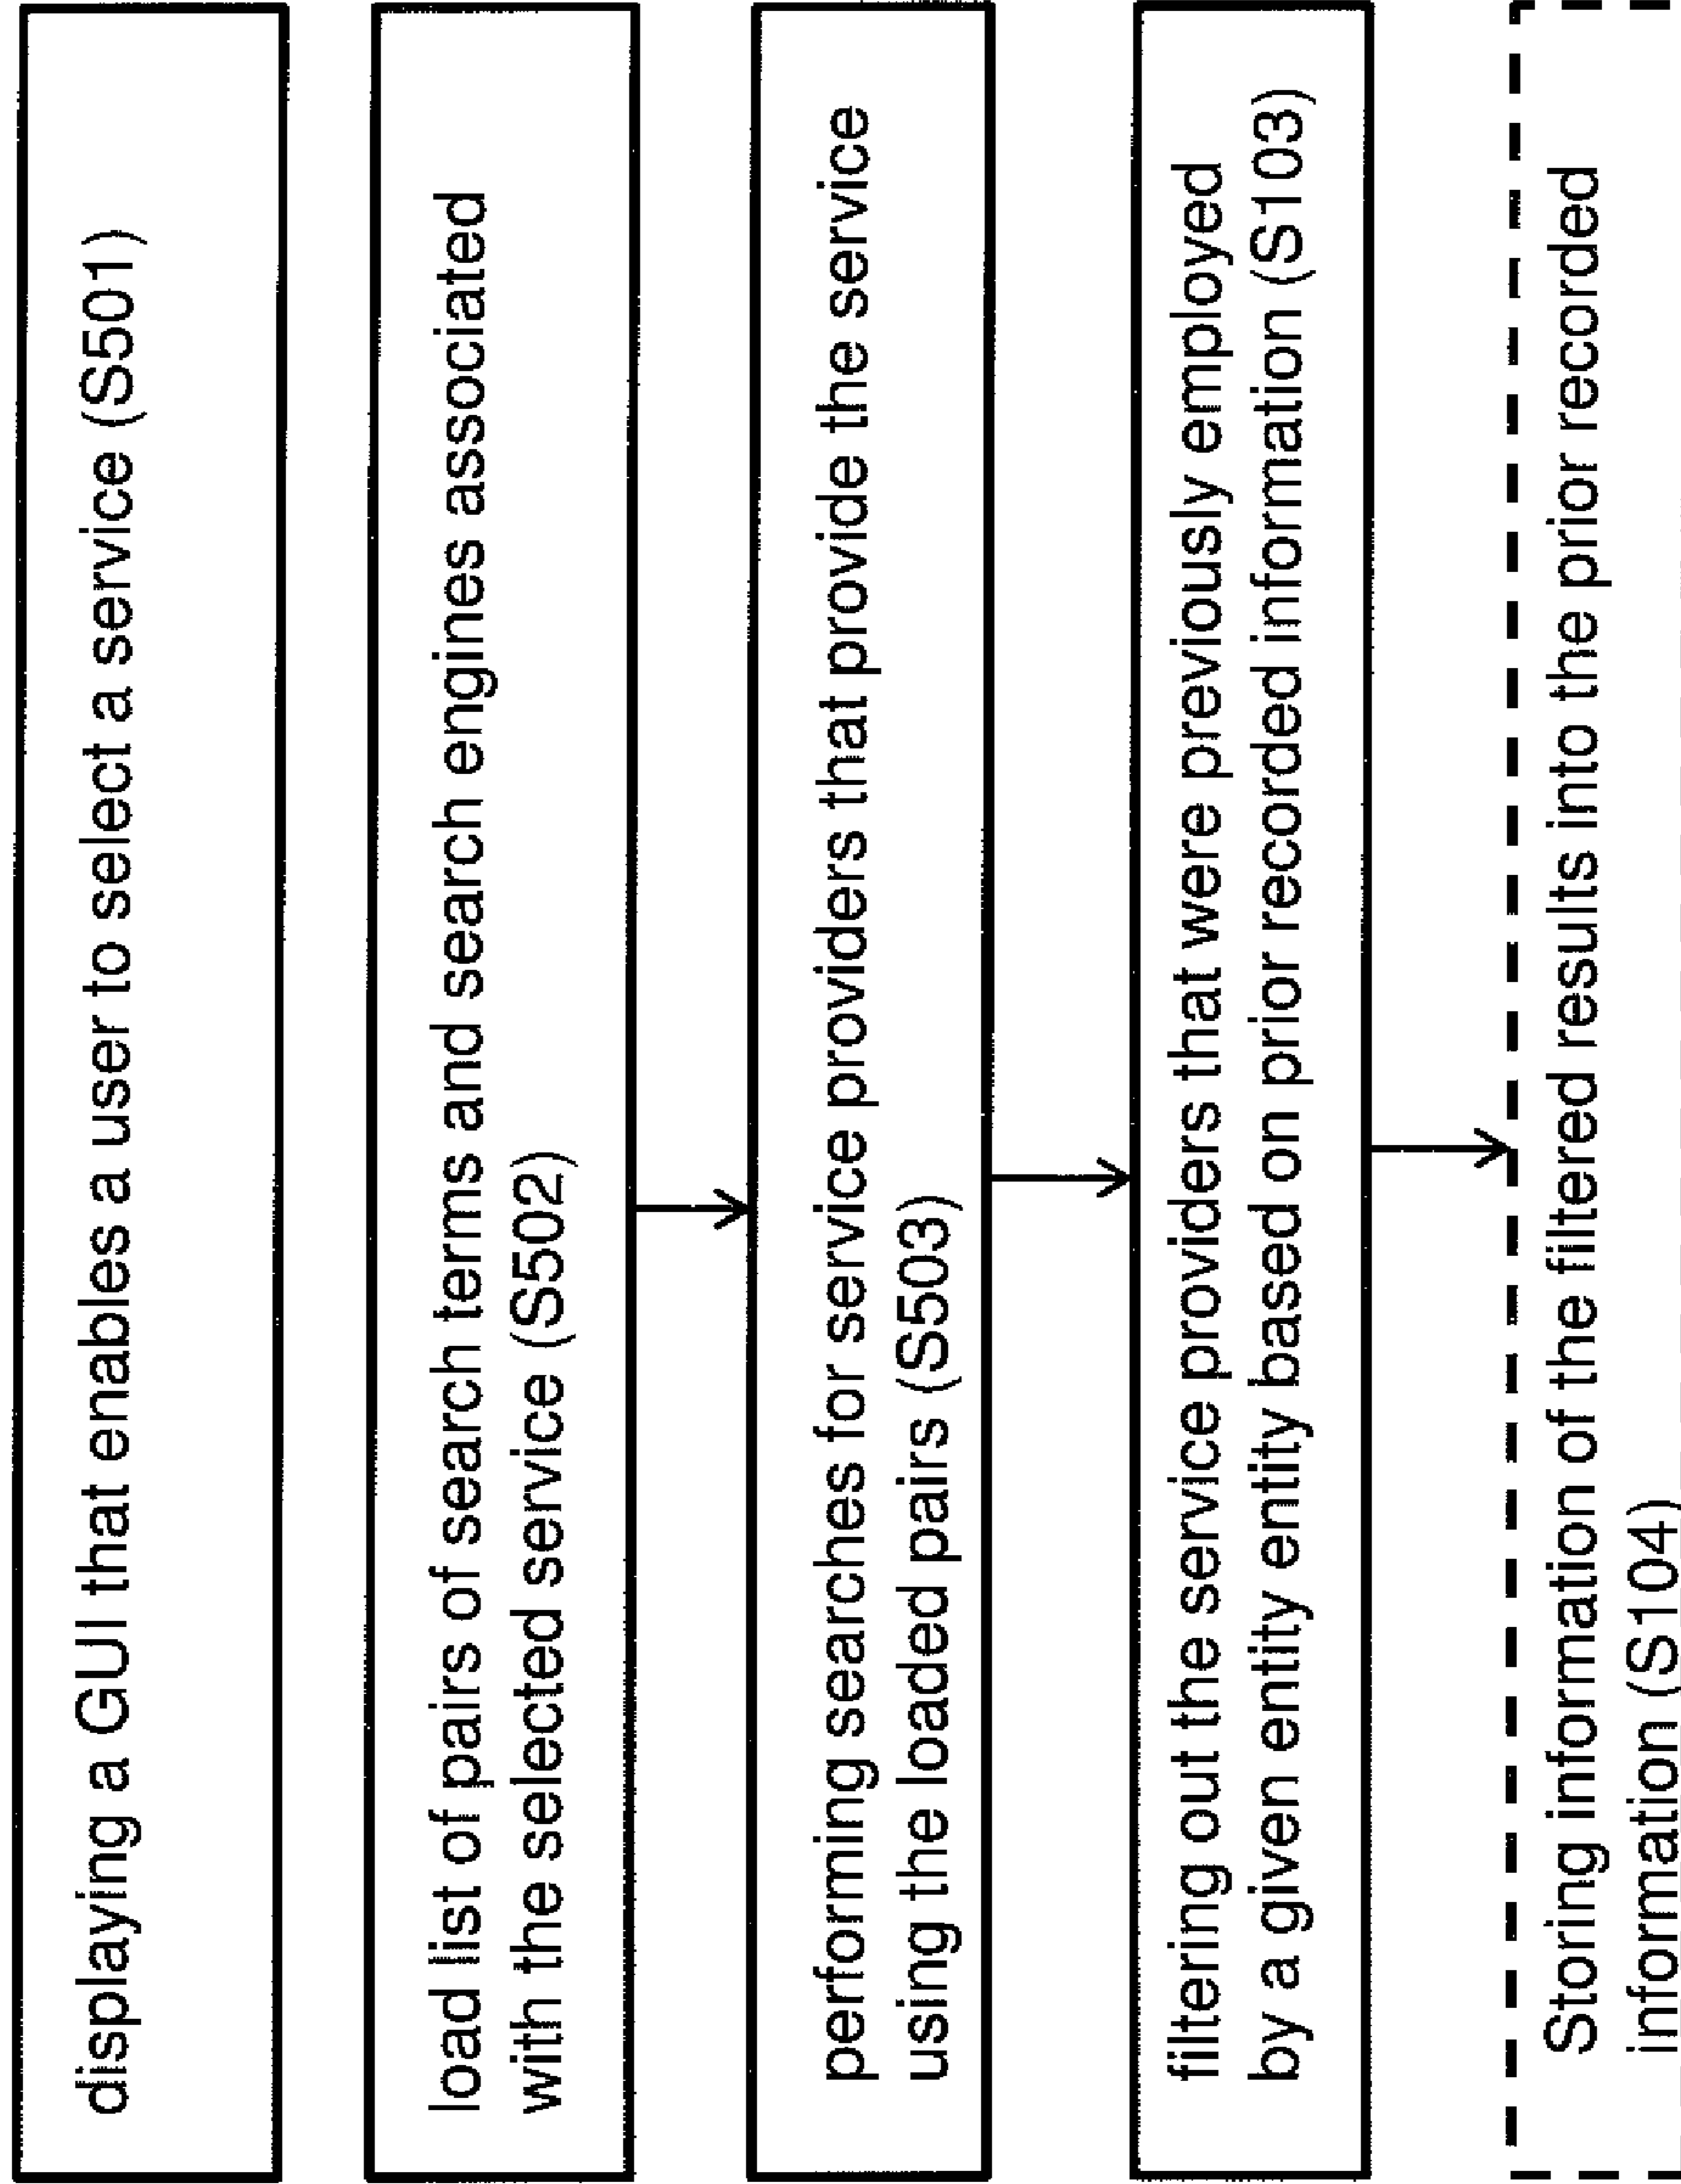 displaying a GUI that enables a user to select a service (S501)
load list of pairs of search terms and search engines associated
with the selected service (S502)
performing searches for service providers that provide the service
using the loaded pairs (S503)
filtering out the service providers that were previously employed
by a given entity entity based on prior recorded information (S103)
Storing information of the filtered results into the prior recorded
information (S104)